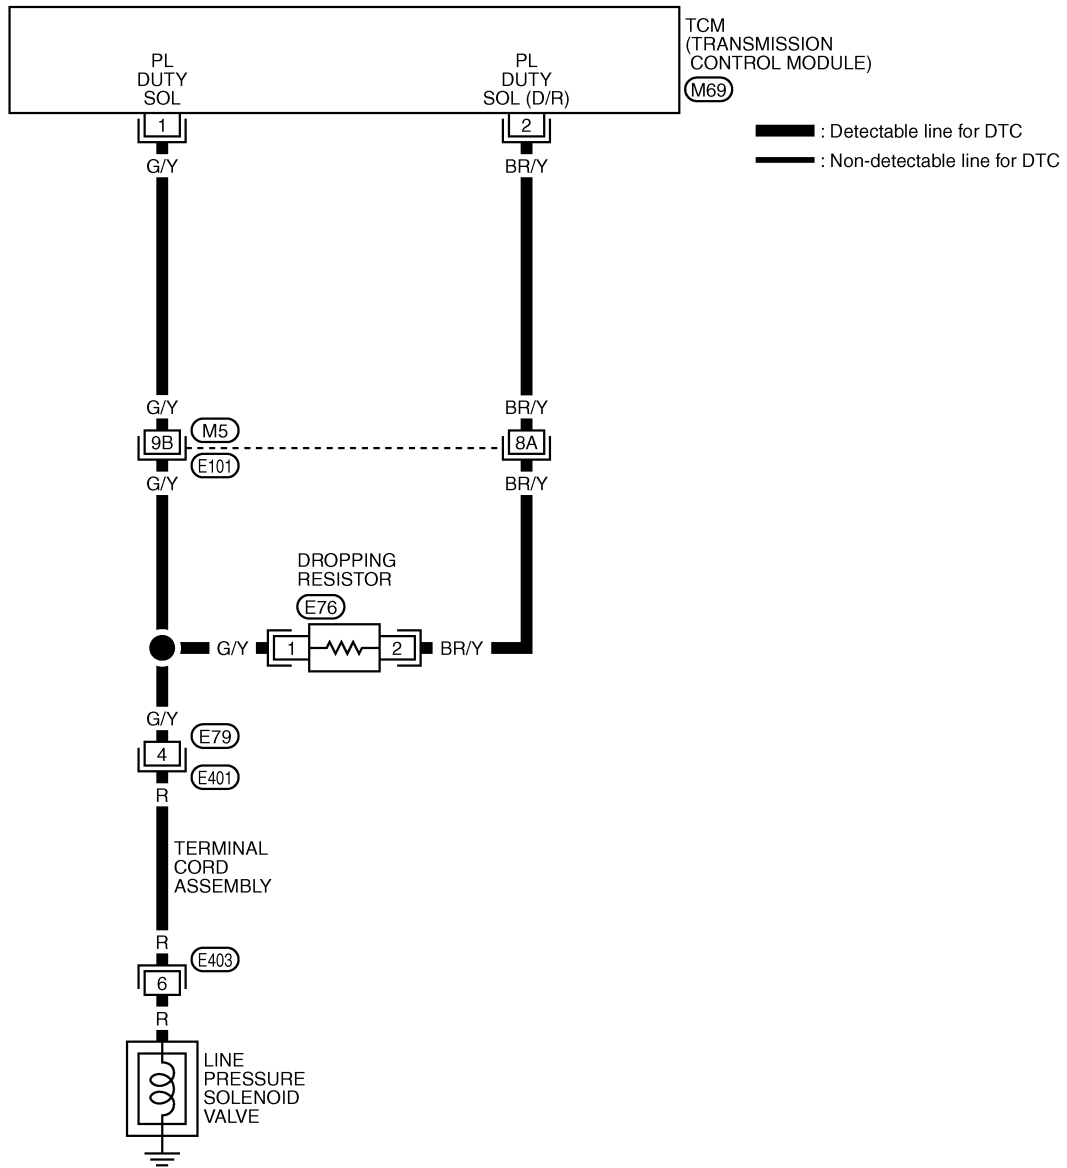 TCM
(TRANSMISSION
CONTROL MODULE)
M69
PL
DUTY
SOL
PL
DUTY
SOL (D/R)
1
2
G/Y
BR/Y
: Detectable line for DTC
: Non-detectable line for DTC
G/Y
BR/Y
M5
9B
8A
E101
G/Y
BR/Y
DROPPING
RESISTOR
E76
G/Y
1
2
BR/Y
G/Y
E79
4
E401
R
TERMINAL
CORD
ASSEMBLY
R
E403
6
R
LINE
PRESSURE
SOLENOID
VALVE